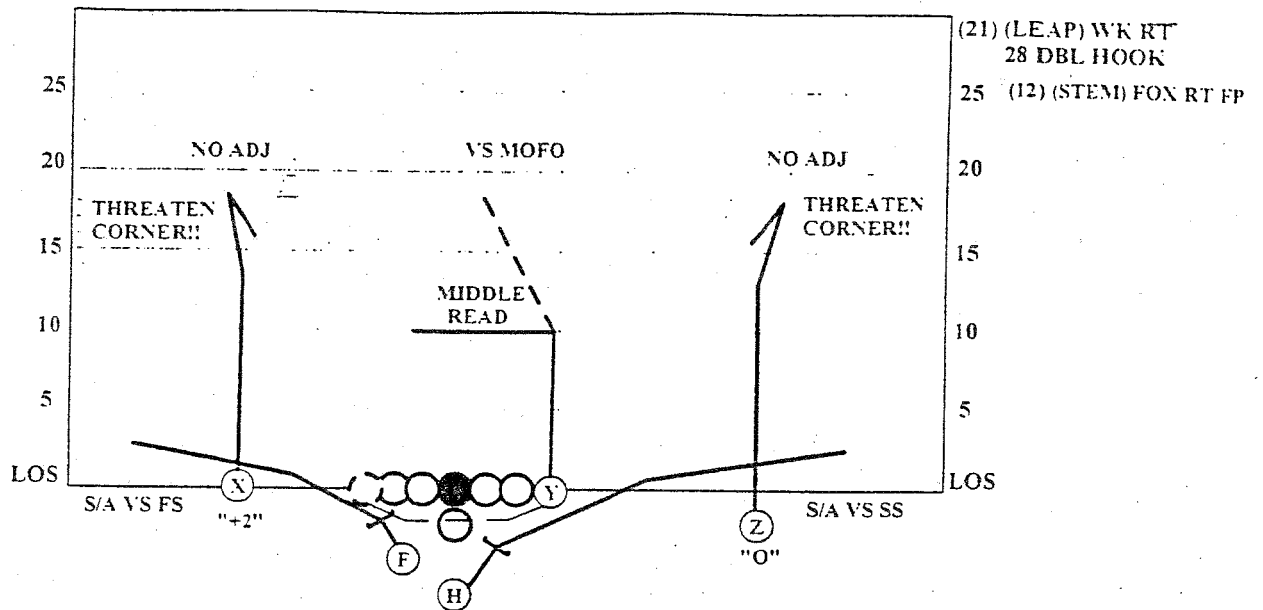 (21) (LEAP) WK RT
28 DBL HOOK
(12) (STEM) FOX RT FP
25
25
NO ADJ
VS MOFO
NO ADJ
20
20
THREATEN
CORNER!!
THREATEN
CORNER!!
15
15
MIDDLE
READ
10
10
5
5
LOS
LOS
X
Y
S/A VS FS
S/A VS SS
"+2"
Z
"O"
F
H